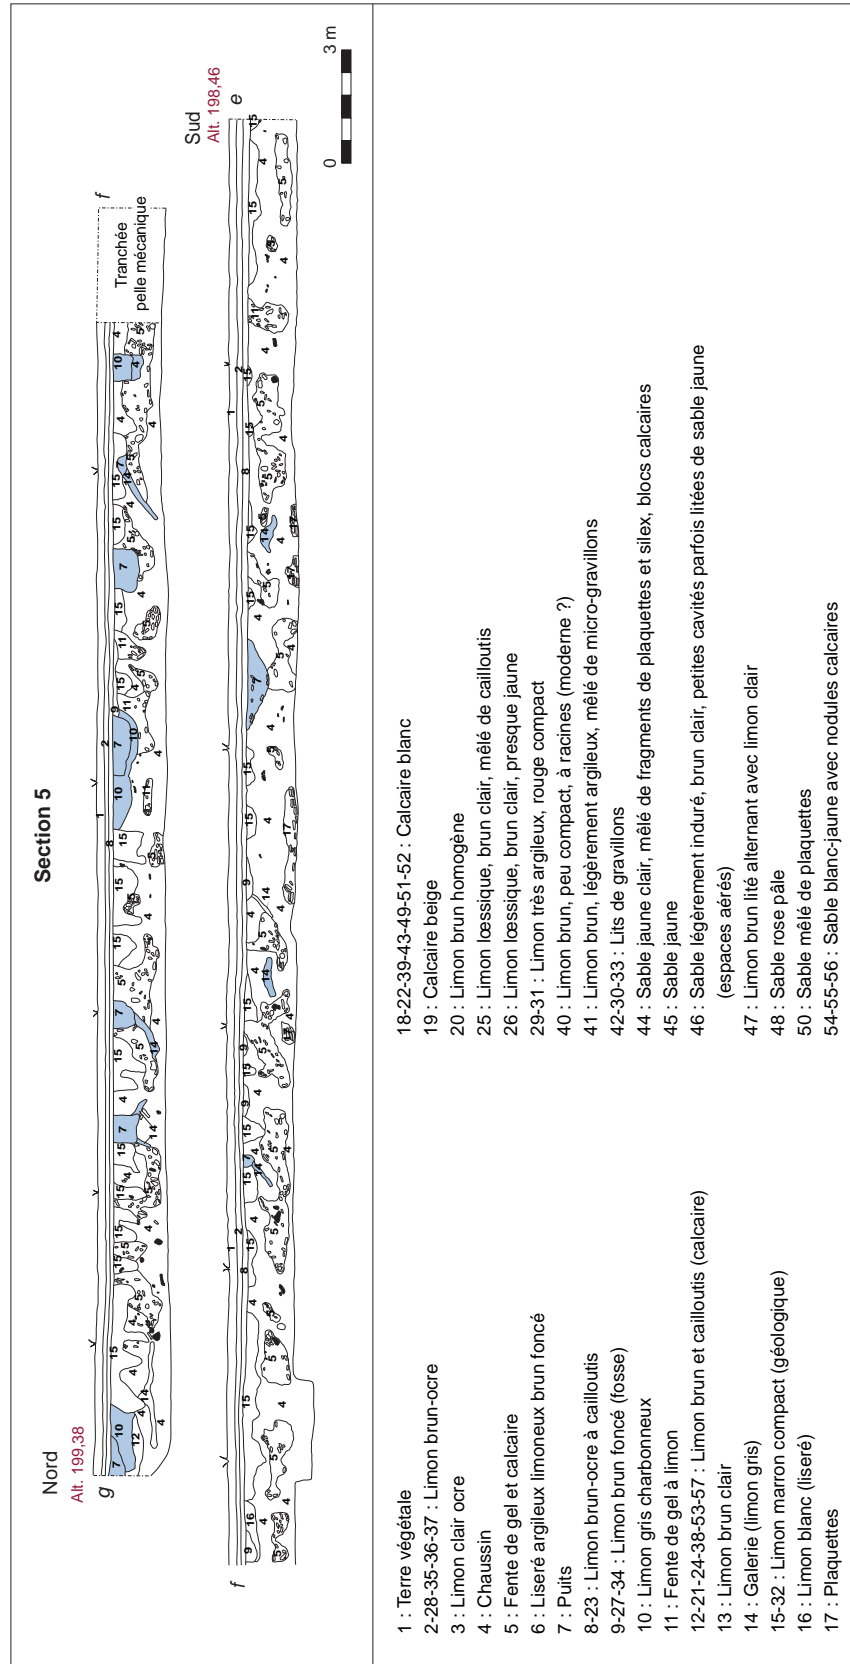 Section 5
Nord
Alt. 199,38
g
f
Tranchée
pelle mécanique
Sud
Alt. 198,46
f
e
0 3 m
1 : Terre végétale
2-28-35-36-37 : Limon brun-ocre
3 : Limon clair ocre
4 : Chaussin
5 : Fente de gel et calcaire
6 : Liseré argileux limoneux brun foncé
7 : Puits
8-23 : Limon brun-ocre à cailloutis
9-27-34 : Limon brun foncé (fosse)
10 : Limon gris charbonneux
11 : Fente de gel à limon
12-21-24-38-53-57 : Limon brun et cailloutis (calcaire)
13 : Limon brun clair
14 : Galerie (limon gris)
15-32 : Limon marron compact (géologique)
16 : Limon blanc (liseré)
17 : Plaquettes
18-22-39-43-49-51-52 : Calcaire blanc
19 : Calcaire beige
20 : Limon brun homogène
25 : Limon lœssique, brun clair, mêlé de cailloutis
26 : Limon lœssique, brun clair, presque jaune
29-31 : Limon très argileux, rouge compact
40 : Limon brun, peu compact, à racines (moderne ?)
41 : Limon brun, légèrement argileux, mêlé de micro-gravillons
42-30-33 : Lits de gravillons
44 : Sable jaune clair, mêlé de fragments de plaquettes et silex, blocs calcaires
45 : Sable jaune
46 : Sable légèrement induré, brun clair, petites cavités parfois litées de sable jaune
(espaces aérés)
47 : Limon brun lité alternant avec limon clair
48 : Sable rose pâle
50 : Sable mêlé de plaquettes
54-55-56 : Sable blanc-jaune avec nodules calcaires